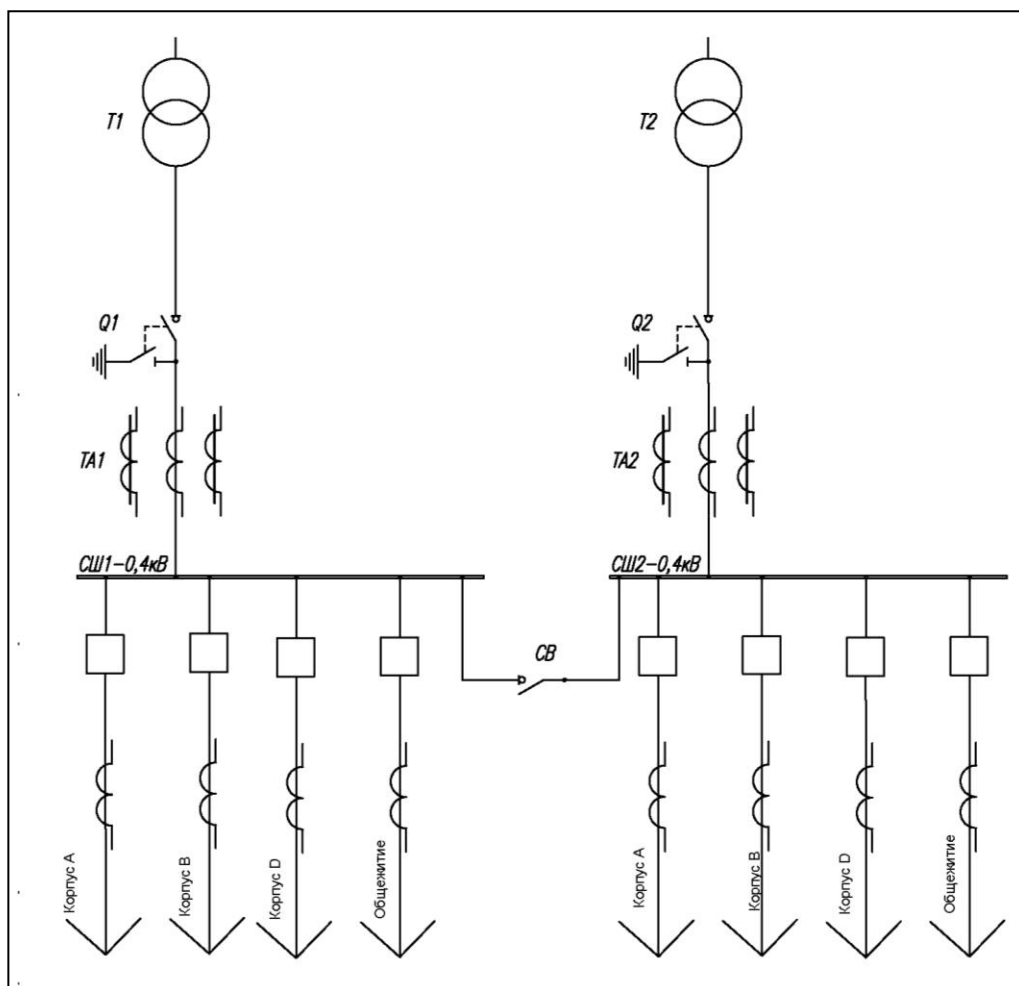 T1
T2
Q1
Q2
TA1
TA2
СШ1-0,4кВ
СШ2-0,4кВ
СВ
Корпус А
Корпус В
Корпус D
Общежитие
Корпус А
Корпус В
Корпус D
Общежитие